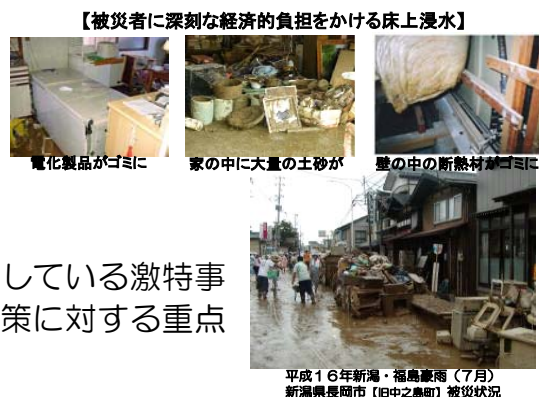 【被災者に深刻な経済的負担をかける床上浸水】
電化製品がゴミに
家の中に大量の土砂が
壁の中の断熱材がゴミに
している激特事
策に対する重点
平成16年新潟・福島豪雨（7月）
新潟県長岡市【旧中之島町】被災状況